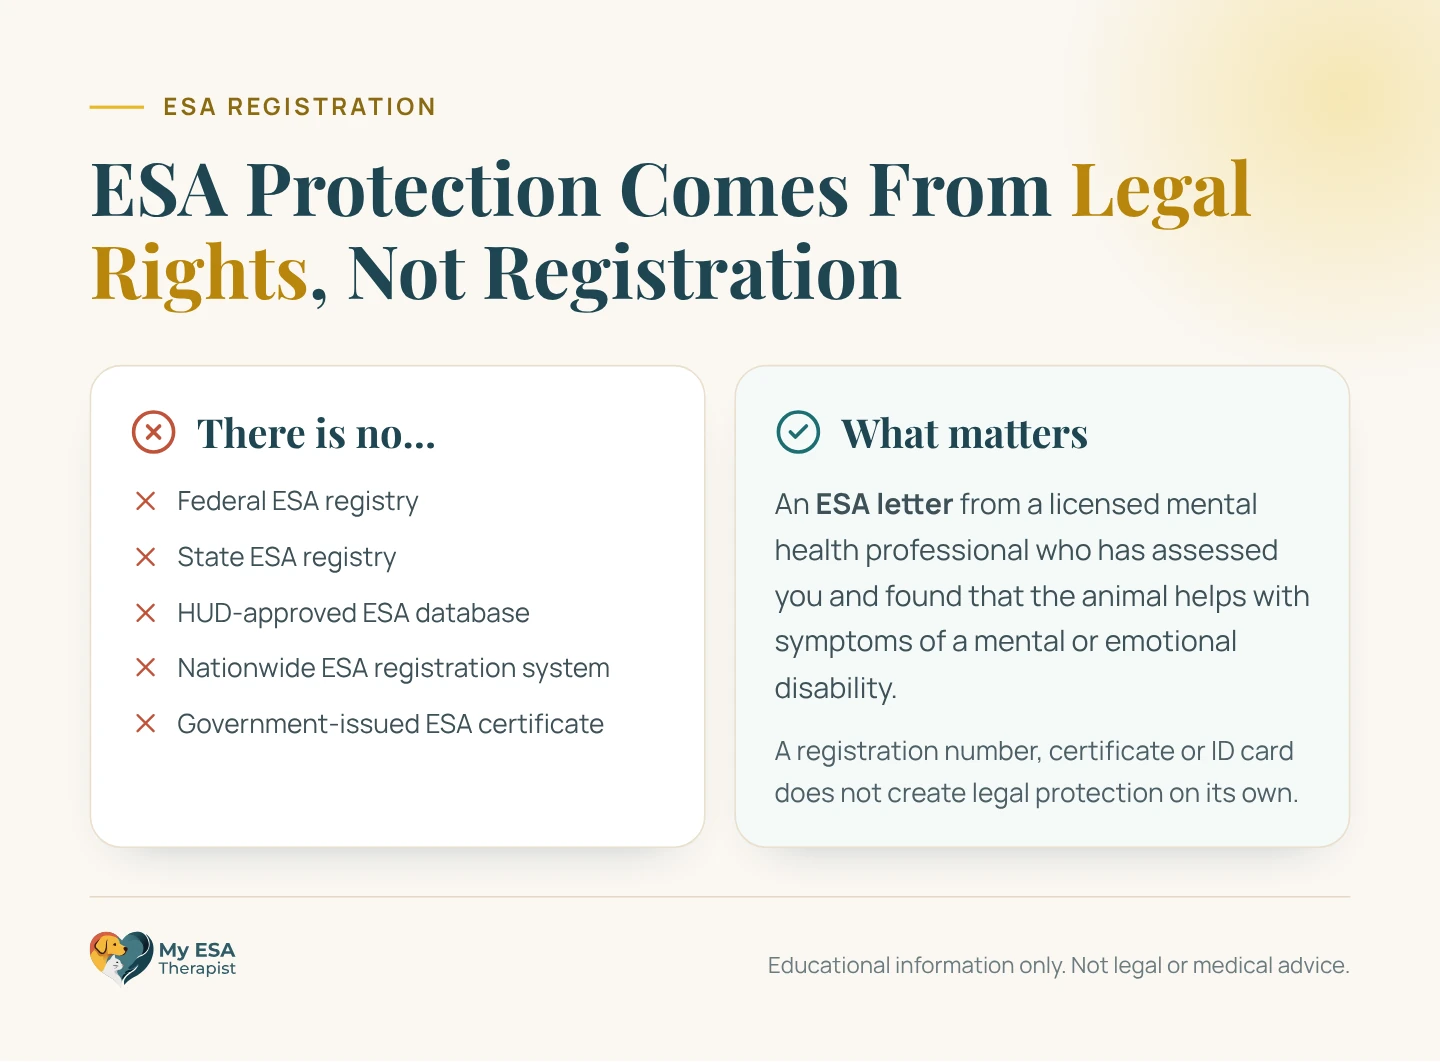 ESA REGISTRATION
ESA Protection Comes From Legal
Rights, Not Registration
There is no...
Federal ESA registry
State ESA registry
HUD-approved ESA database
Nationwide ESA registration system
Government-issued ESA certificate
What matters
An ESA letter from a licensed mental
health professional who has assessed
you and found that the animal helps with
symptoms of a mental or emotional
disability.
A registration number, certificate or ID card
does not create legal protection on its own.
My ESA
Therapist
Educational information only. Not legal or medical advice.